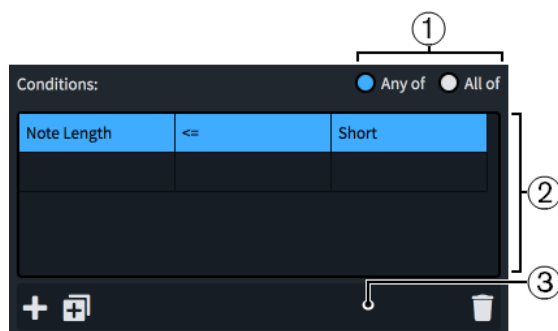 ①
Conditions: Any of All of
Note Length <= Short
②
③